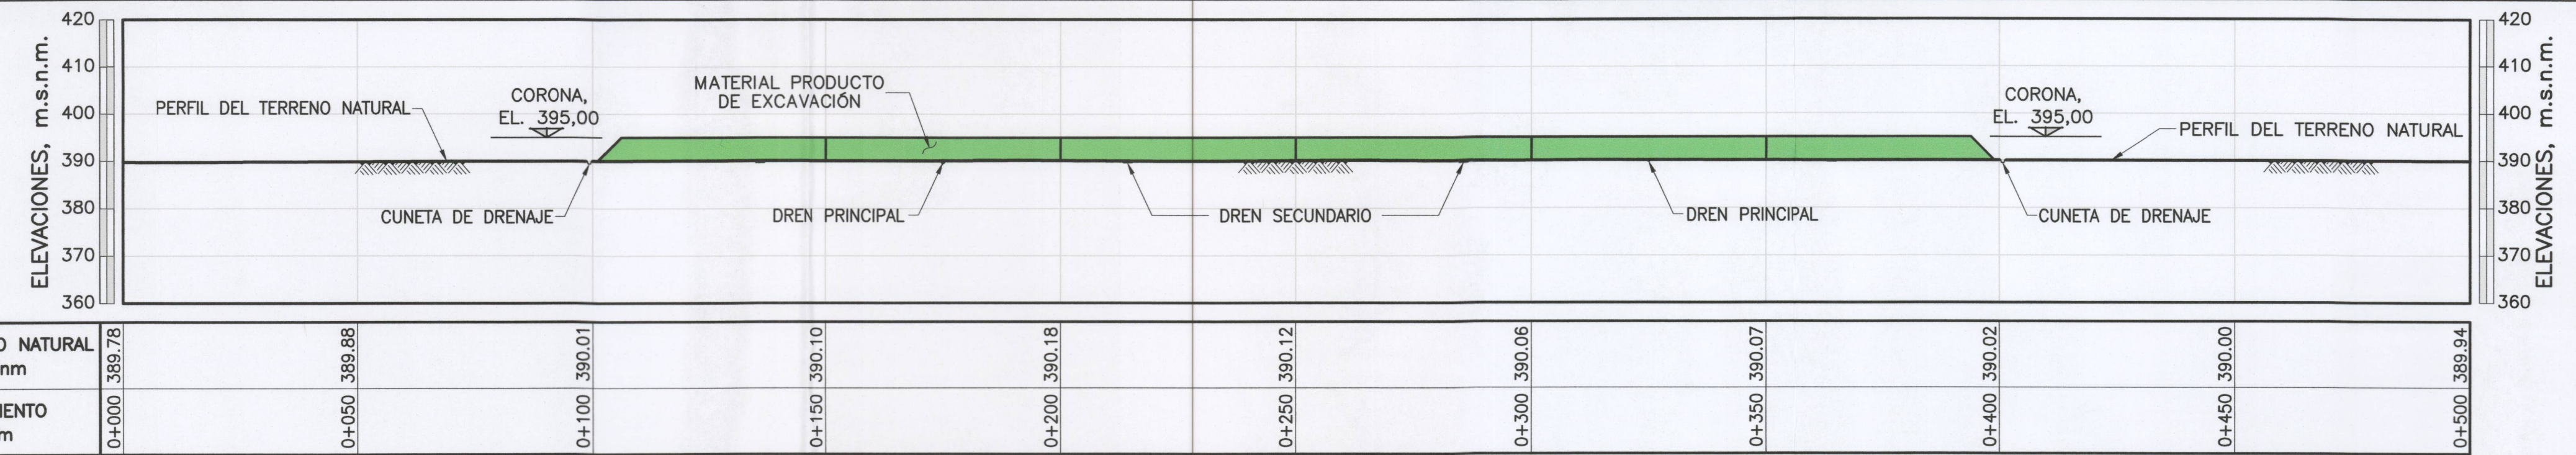 420
410
400
390
380
370
360
ELEVACIONES, m.s.n.m.
PERFIL DEL TERRENO NATURAL
CORONA,
EL. 395,00
MATERIAL PRODUCTO
DE EXCAVACIÓN
CORONA,
EL. 395,00
PERFIL DEL TERRENO NATURAL
CUNETA DE DRENAJE
DREN PRINCIPAL
DREN SECUNDARIO
DREN PRINCIPAL
CUNETA DE DRENAJE
420
410
400
390
380
370
360
ELEVACIONES, m.s.n.m.
O NATURAL
nm
389.78
389.88
390.01
390.10
390.18
390.12
390.06
390.07
390.02
390.00
389.94
IENTO
m
0+000
0+050
0+100
0+150
0+200
0+250
0+300
0+350
0+400
0+450
0+500